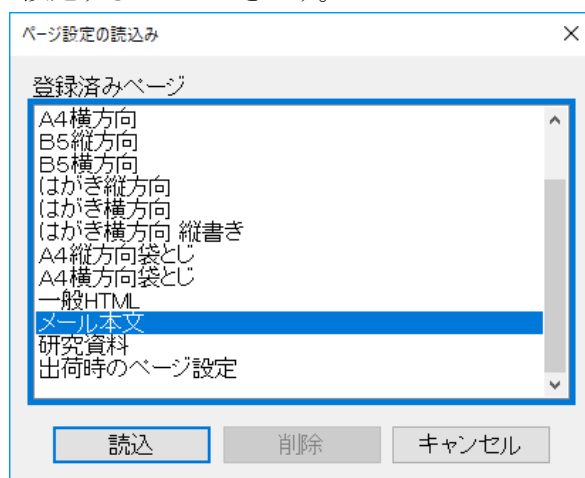 ページ設定の読込み
登録済みページ
A4横方向
B5縦方向
B5横方向
はがき縦方向
はがき横方向
はがき横方向 縦書き
A4縦方向袋とじ
A4横方向袋とじ
一般HTML
メール本文
研究資料
出荷時のページ設定
読込 削除 キャンセル